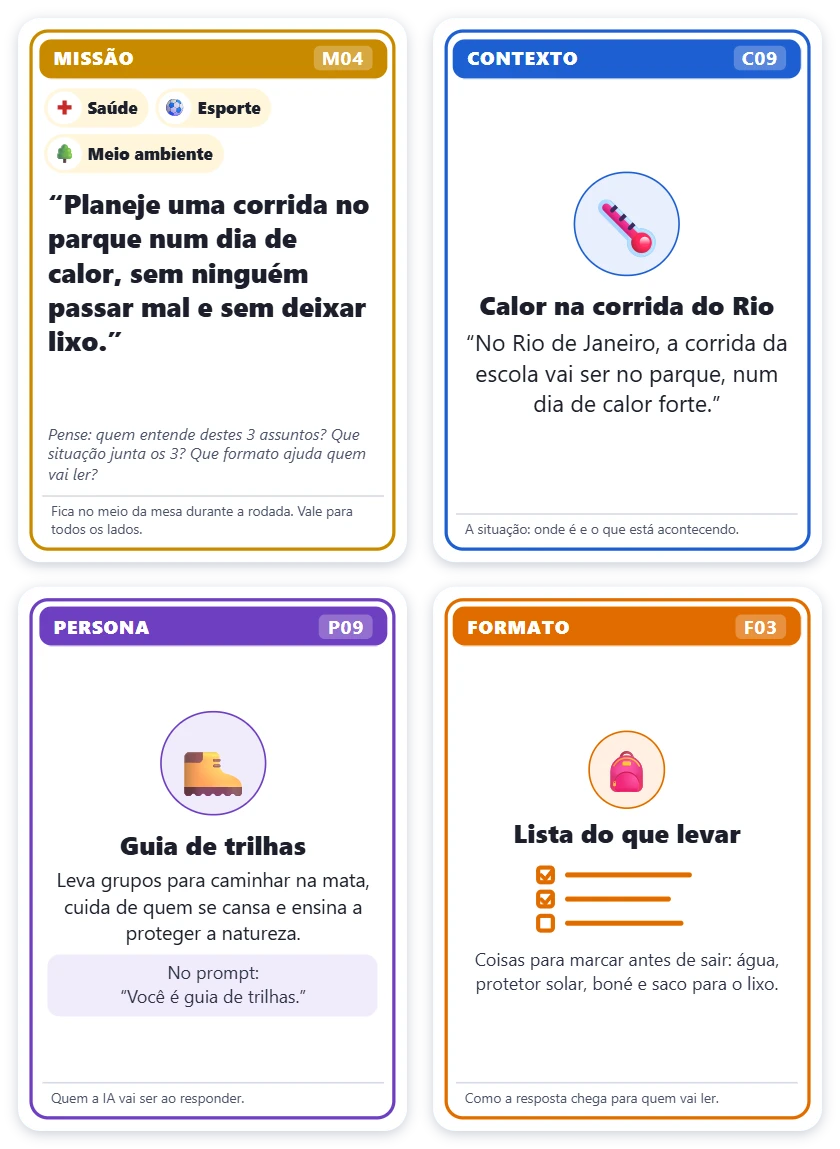 MISSÃO M04
Saúde Esporte
Meio ambiente
“Planeje uma corrida no
parque num dia de
calor, sem ninguém
passar mal e sem deixar
lixo.”
Pense: quem entende destes 3 assuntos? Que
situação junta os 3? Que formato ajuda quem
vai ler?
Fica no meio da mesa durante a rodada. Vale para
todos os lados.
CONTEXTO C09
Calor na corrida do Rio
“No Rio de Janeiro, a corrida da
escola vai ser no parque, num
dia de calor forte.”
A situação: onde é e o que está acontecendo.
PERSONA P09
Guia de trilhas
Leva grupos para caminhar na mata,
cuida de quem se cansa e ensina a
proteger a natureza.
No prompt:
“Você é guia de trilhas.”
Quem a IA vai ser ao responder.
FORMATO F03
Lista do que levar
Coisas para marcar antes de sair: água,
protetor solar, boné e saco para o lixo.
Como a resposta chega para quem vai ler.